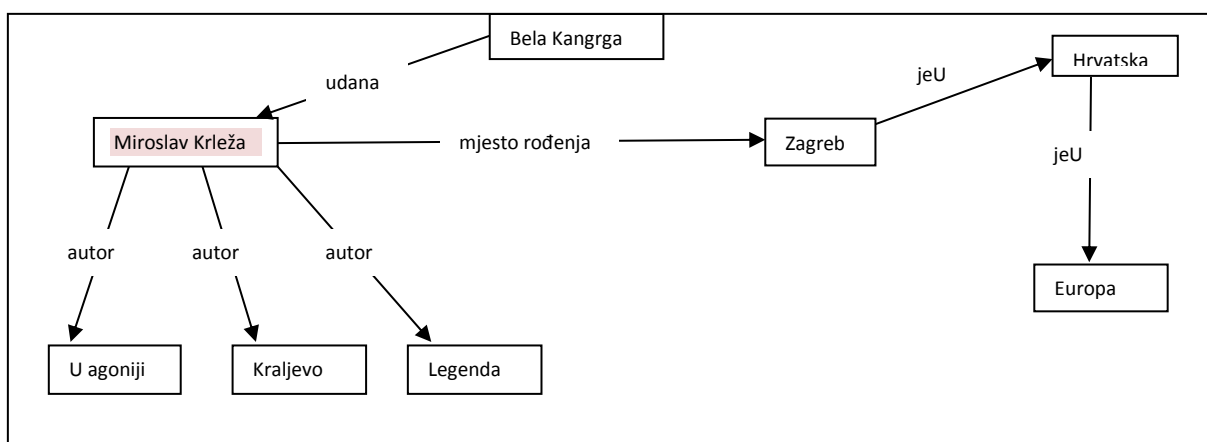 Bela Kangrga
Hrvatska
jeU
udana
Miroslav Krleža
mjesto rođenja
Zagreb
jeU
autor
autor
autor
Europa
U agoniji
Kraljevo
Legenda